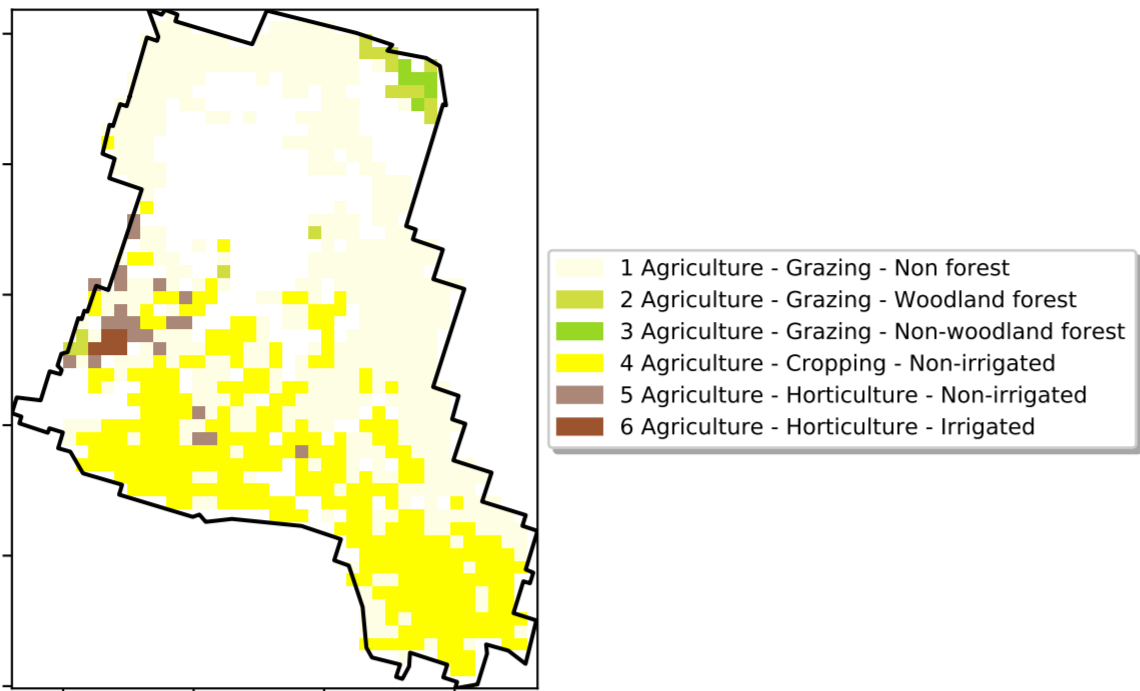 1 Agriculture - Grazing - Non forest
2 Agriculture - Grazing - Woodland forest
3 Agriculture - Grazing - Non-woodland forest
4 Agriculture - Cropping - Non-irrigated
5 Agriculture - Horticulture - Non-irrigated
6 Agriculture - Horticulture - Irrigated